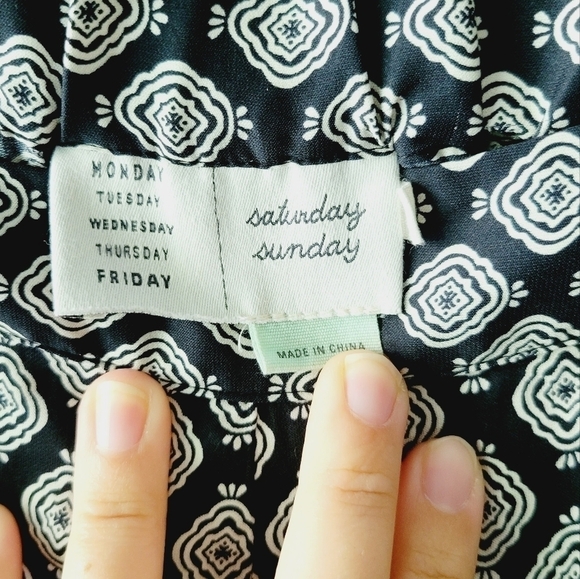 MONDAY
TUESDAY
WEDNESDAY
THURSDAY
FRIDAY
saturday
sunday
MADE IN CHINA